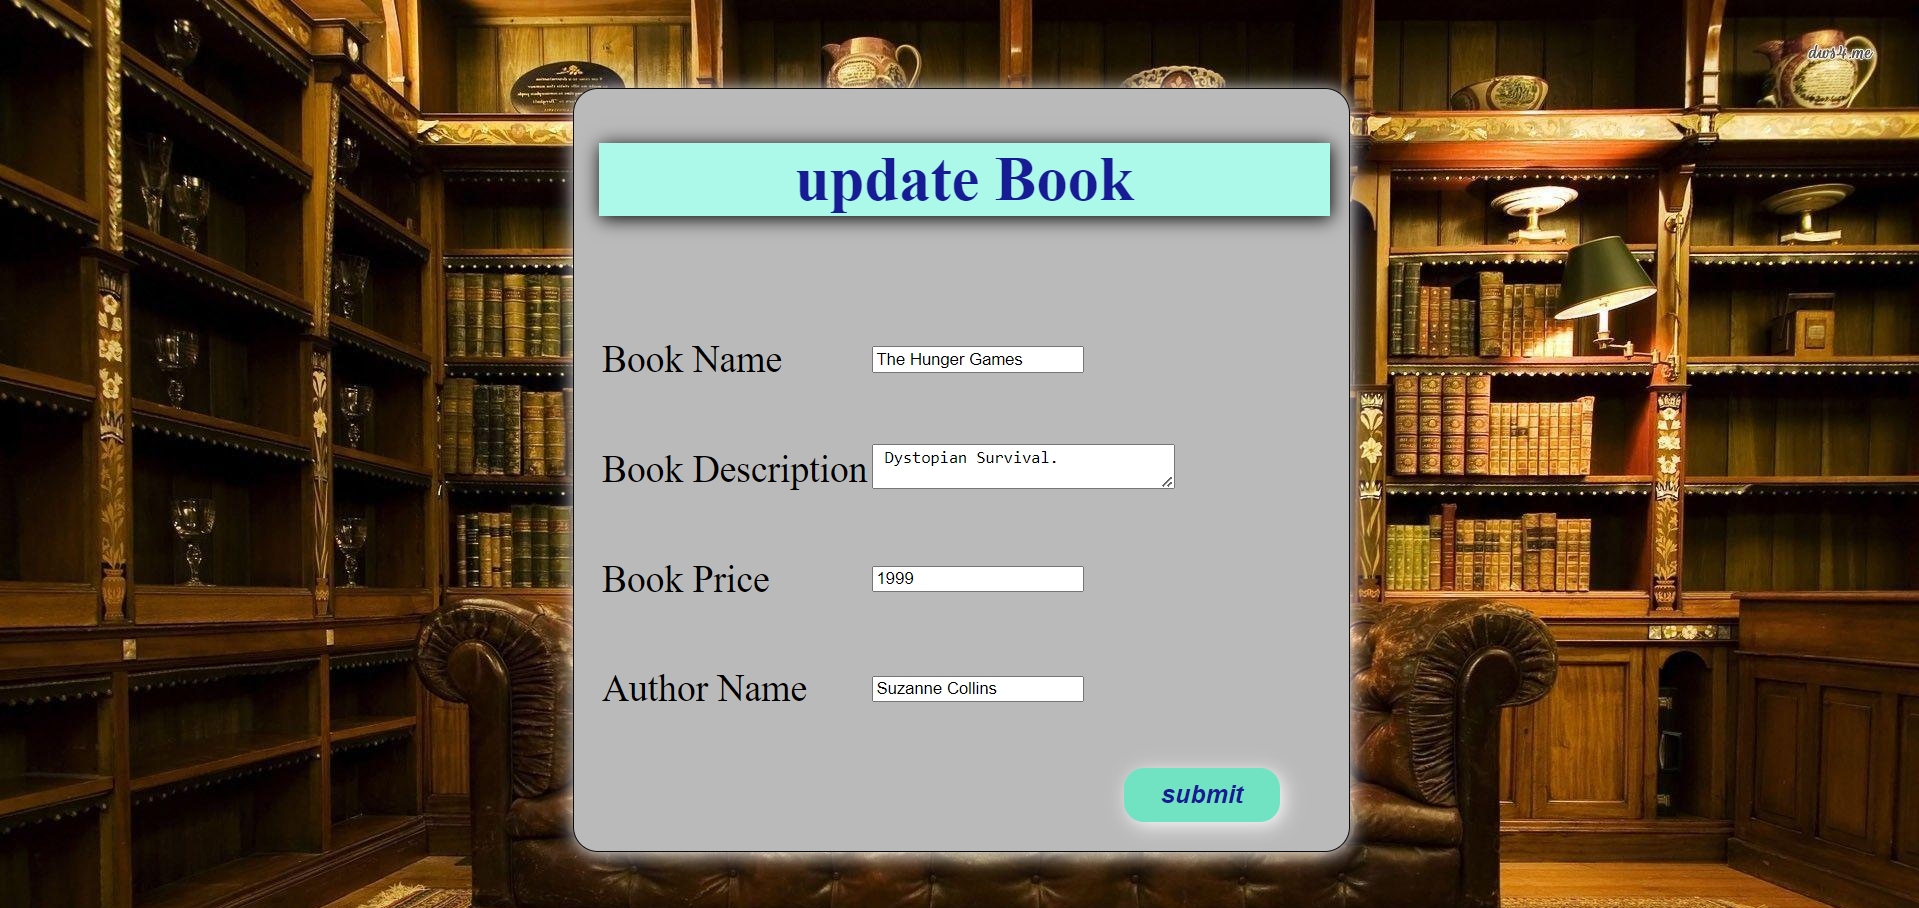 dws4.me
update Book
Book Name
The Hunger Games
Book Description
Dystopian Survival.
Book Price
1999
Author Name
Suzanne Collins
submit